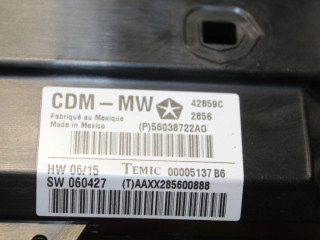 CDM-MW 42859C
Fabriqué au Mexique 2856
Made in Mexico (P)56038722AO
HW 06/15 TEMIC 00005137 B6
SW 060427 (T)AAXX285600888